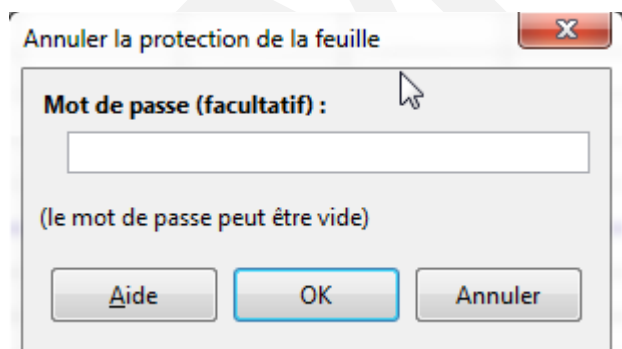 Annuler la protection de la feuille
Mot de passe (facultatif) :
(le mot de passe peut être vide)
Aide OK Annuler